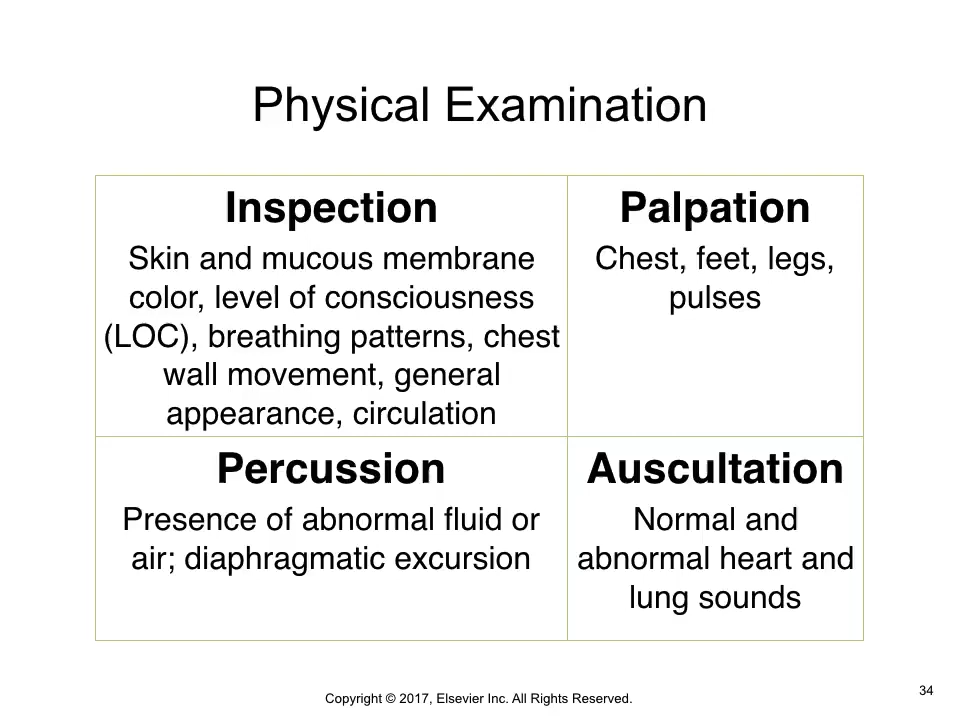 Physical Examination
Inspection
Skin and mucous membrane
color, level of consciousness
(LOC), breathing patterns, chest
wall movement, general
appearance, circulation
Palpation
Chest, feet, legs,
pulses
Percussion
Presence of abnormal fluid or
air; diaphragmatic excursion
Auscultation
Normal and
abnormal heart and
lung sounds
Copyright © 2017, Elsevier Inc. All Rights Reserved.
34